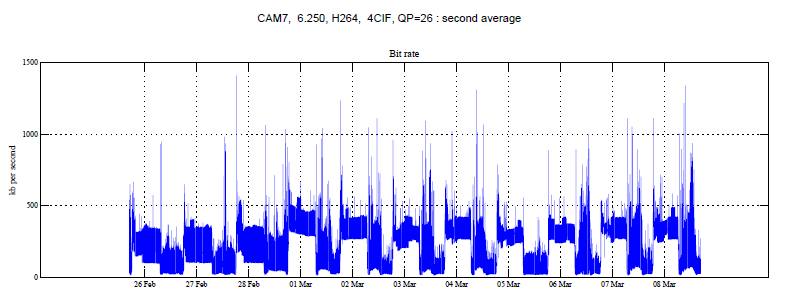 CAM7, 6.250, H264, 4CIF, QP=26 : second average
Bit rate
1500
1000
500
0
kb per second
26 Feb 27 Feb 28 Feb 01 Mar 02 Mar 03 Mar 04 Mar 05 Mar 06 Mar 07 Mar 08 Mar